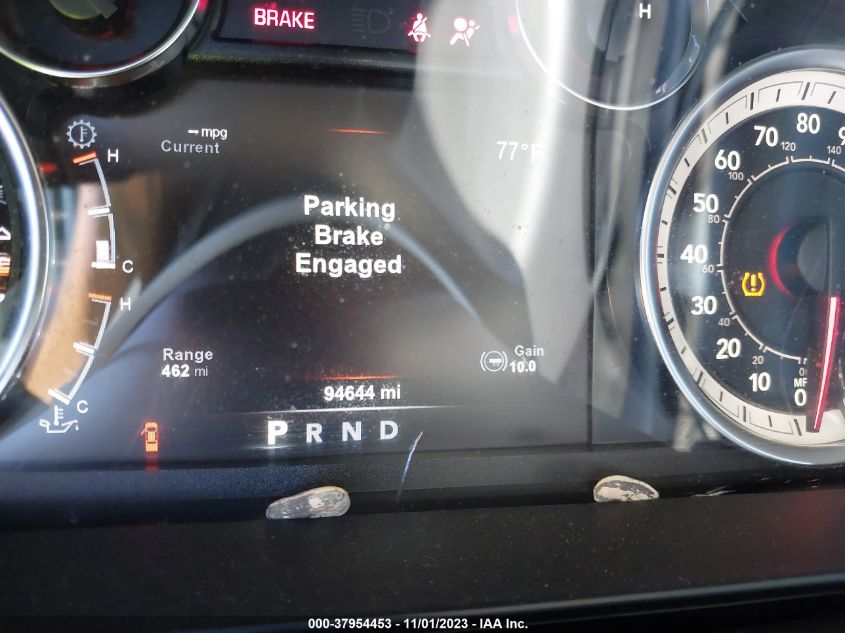 BRAKE
H
-- mpg
Current
77°F
H
C
H
C
Parking
Brake
Engaged
Range
462 mi
Gain
10.0
94644 mi
P R N D
80
70
60
50
40
30
20
10
0
140
120
100
80
60
40
20
0
000-37954453 - 11/01/2023 - IAA Inc.